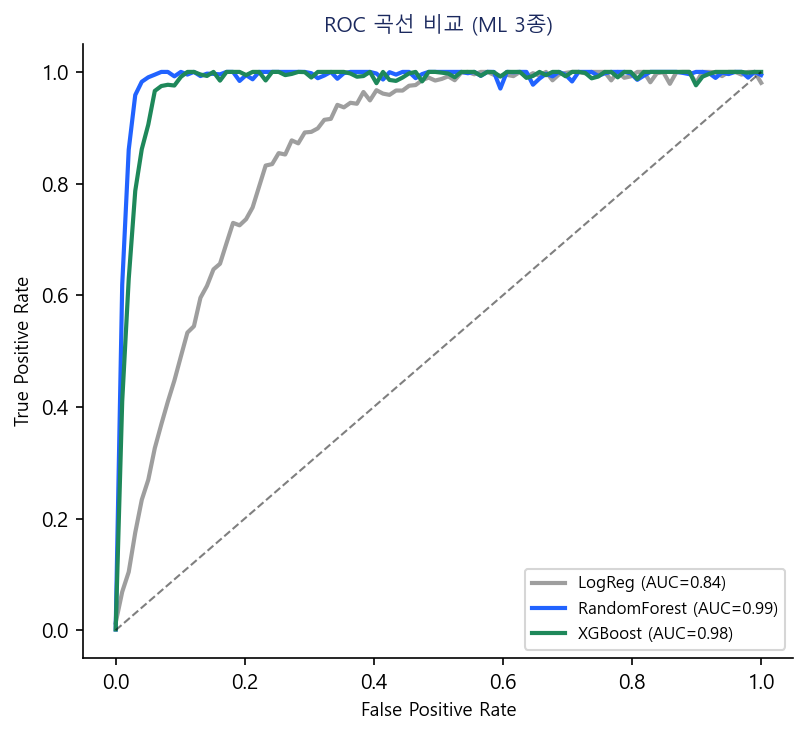 ROC 곡선 비교 (ML 3종)
True Positive Rate
1.0
0.8
0.6
0.4
0.2
0.0
0.0 0.2 0.4 0.6 0.8 1.0
False Positive Rate
LogReg (AUC=0.84)
RandomForest (AUC=0.99)
XGBoost (AUC=0.98)